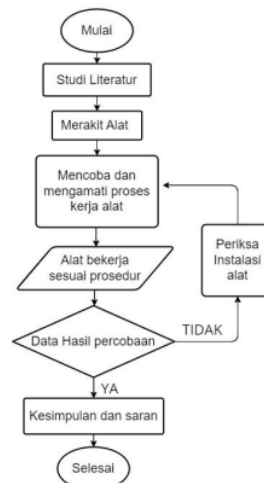 Mulai
Studi Literatur
Merakit Alat
Mencoba dan
mengamati proses
kerja alat
Alat bekerja
sesuai prosedur
Periksa
Instalasi
alat
Data Hasil percobaan
TIDAK
YA
Kesimpulan dan saran
Selesai